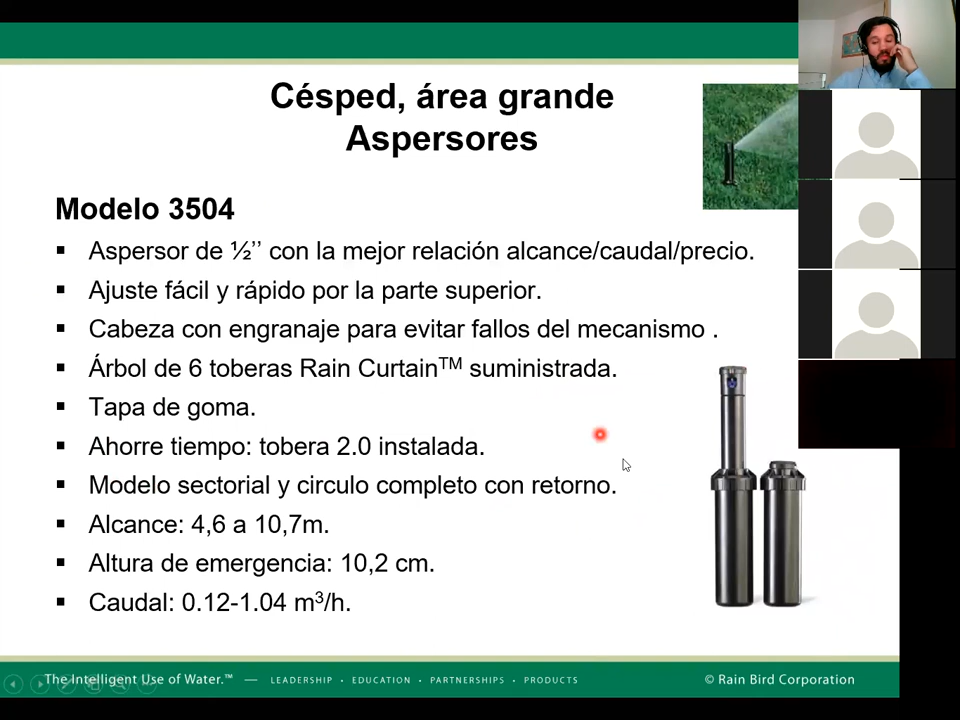 Césped, área grande
Aspersores
Modelo 3504
▪ Aspersor de ½’’ con la mejor relación alcance/caudal/precio.
▪ Ajuste fácil y rápido por la parte superior.
▪ Cabeza con engranaje para evitar fallos del mecanismo .
▪ Árbol de 6 toberas Rain Curtain™ suministrada.
▪ Tapa de goma.
▪ Ahorre tiempo: tobera 2.0 instalada.
▪ Modelo sectorial y circulo completo con retorno.
▪ Alcance: 4,6 a 10,7m.
▪ Altura de emergencia: 10,2 cm.
▪ Caudal: 0.12-1.04 m³/h.
The Intelligent Use of Water.™ — LEADERSHIP • EDUCATION • PARTNERSHIPS • PRODUCTS © Rain Bird Corporation